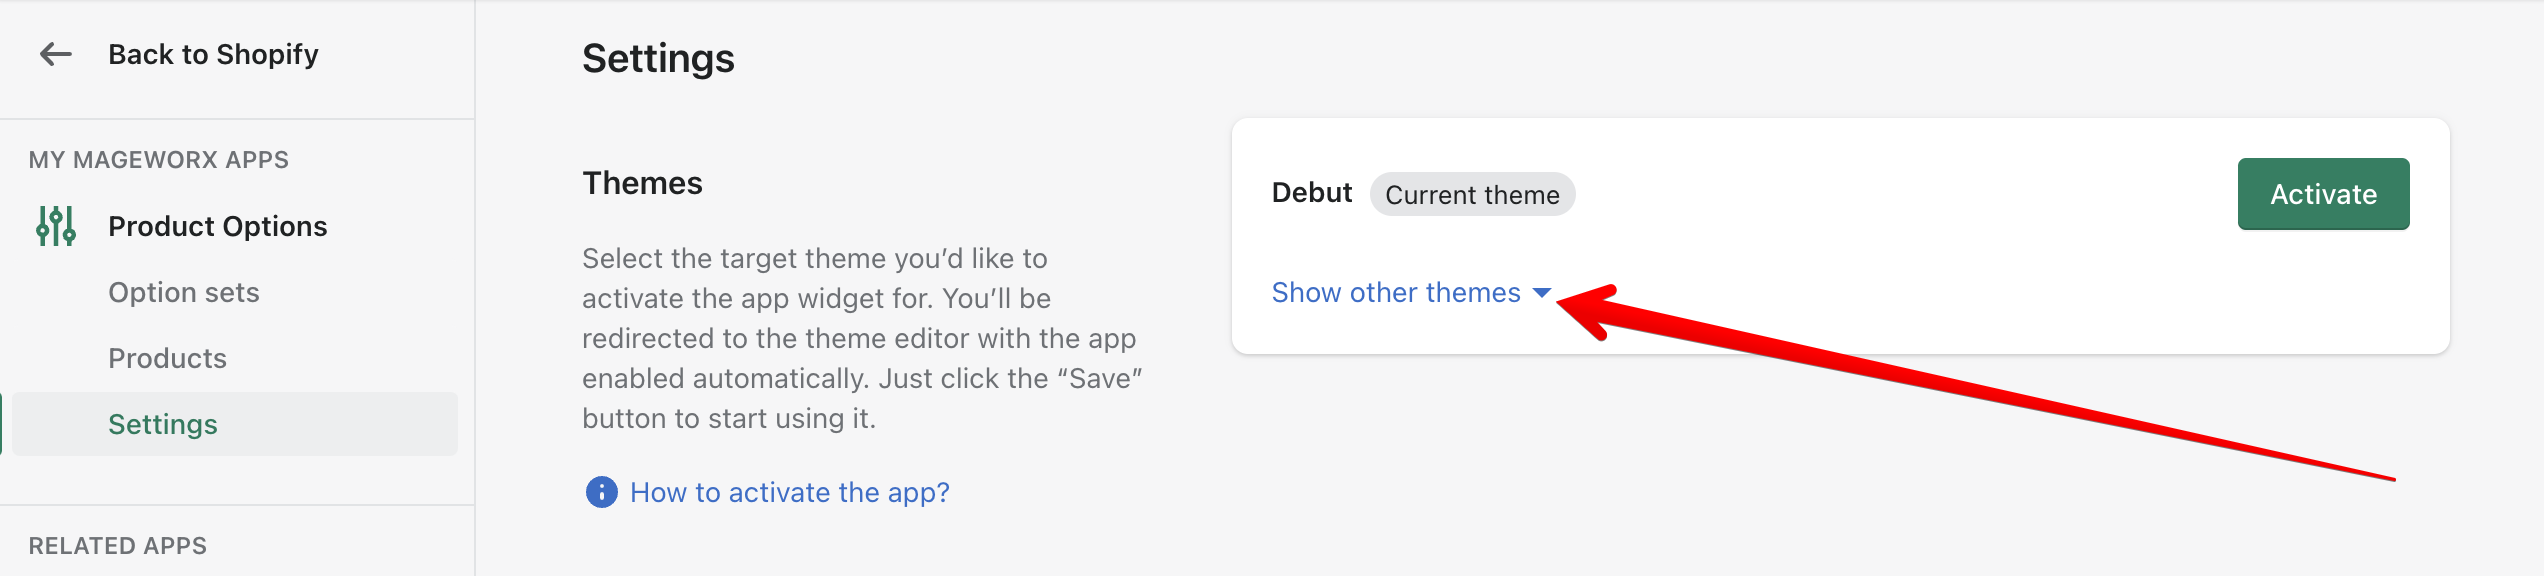 Back to Shopify
MY MAGEWORX APPS
Product Options
Option sets
Products
Settings
RELATED APPS
Settings
Themes
Select the target theme you’d like to
activate the app widget for. You’ll be
redirected to the theme editor with the app
enabled automatically. Just click the “Save”
button to start using it.
How to activate the app?
Debut Current theme
Activate
Show other themes